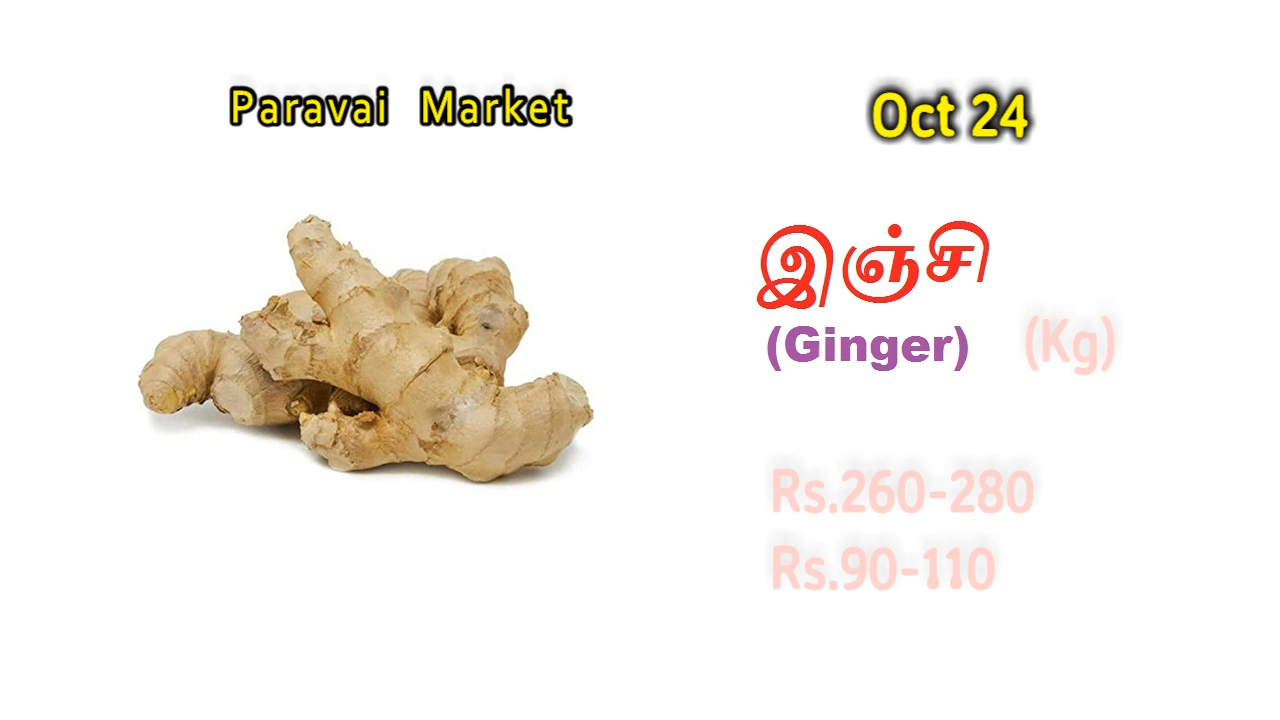 Paravai Market
Oct 24
இஞ்சி
(Ginger) (Kg)
Rs.260-280
Rs.90-110